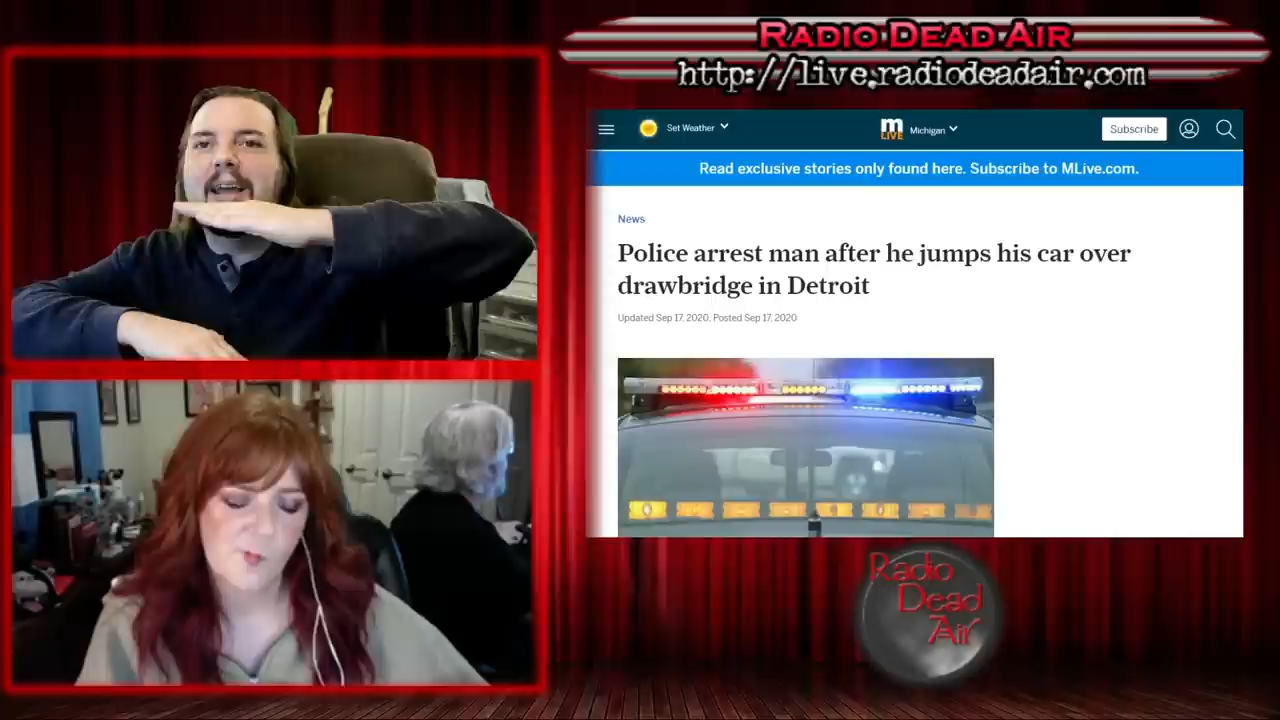 RADIO DEAD AIR
http://live.radiodeadair.com
Set Weather
m
LIVE
Michigan
Subscribe
Read exclusive stories only found here. Subscribe to MLive.com.
News
Police arrest man after he jumps his car over
drawbridge in Detroit
Updated Sep 17, 2020, Posted Sep 17, 2020
Radio
Dead
Air